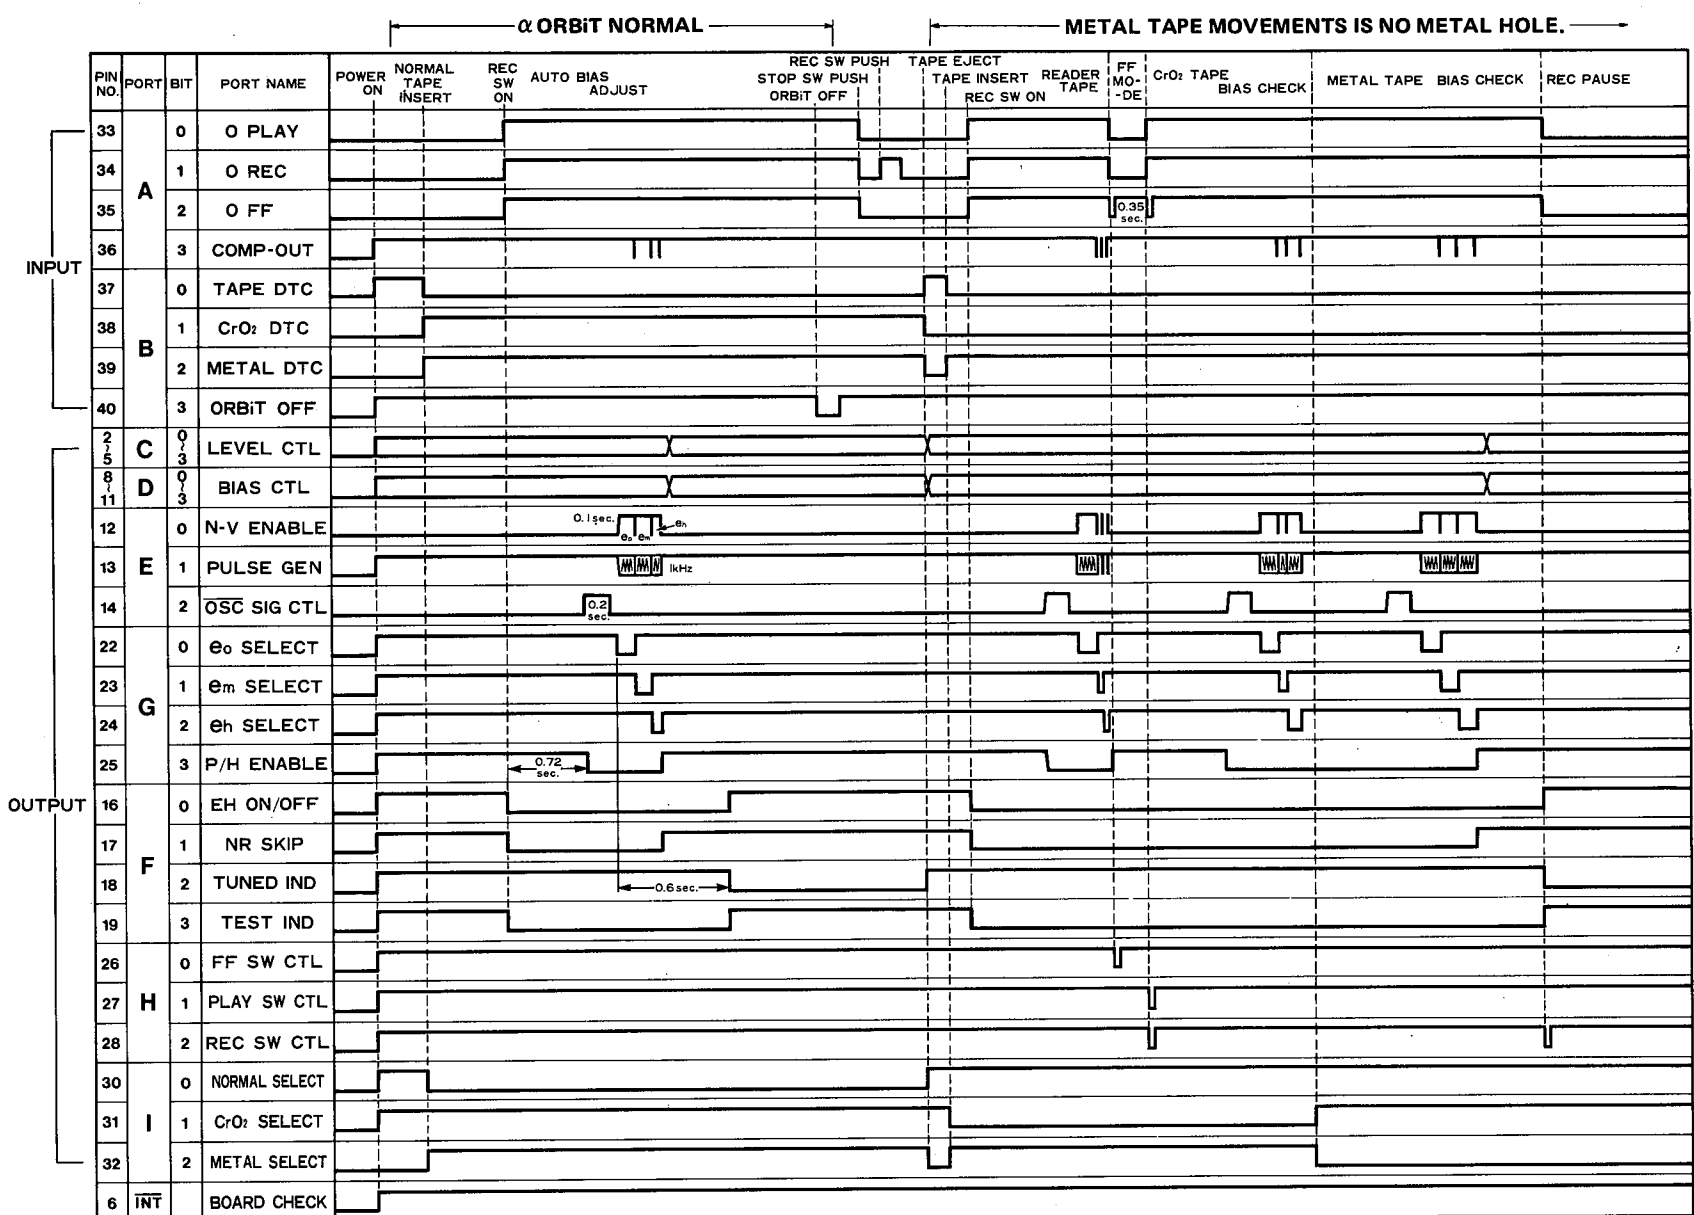 α ORBiT NORMAL
METAL TAPE MOVEMENTS IS NO METAL HOLE.
PIN NO. PORT BIT PORT NAME
POWER ON
NORMAL TAPE INSERT
REC SW ON
AUTO BIAS ADJUST
REC SW PUSH
STOP SW PUSH
ORBiT OFF
TAPE EJECT
TAPE INSERT
REC SW ON
READER TAPE
FF MO- -DE
CrO₂ TAPE BIAS CHECK
METAL TAPE BIAS CHECK
REC PAUSE
INPUT
A
33 0 O PLAY
34 1 O REC
35 2 O FF 0.35 sec.
36 3 COMP-OUT
B
37 0 TAPE DTC
38 1 CrO₂ DTC
39 2 METAL DTC
40 3 ORBiT OFF
OUTPUT
2~5 C 0~3 LEVEL CTL
8~11 D 0~3 BIAS CTL
E
12 0 N-V ENABLE 0.1sec. eo em eh
13 1 PULSE GEN 1kHz
14 2 O̅S̅C̅ SIG CTL 0.2 sec.
G
22 0 eo SELECT
23 1 em SELECT
24 2 eh SELECT
25 3 P/H ENABLE 0.72 sec.
F
16 0 EH ON/OFF
17 1 NR SKIP
18 2 TUNED IND 0.6sec.
19 3 TEST IND
H
26 0 FF SW CTL
27 1 PLAY SW CTL
28 2 REC SW CTL
I
30 0 NORMAL SELECT
31 1 CrO₂ SELECT
32 2 METAL SELECT
6 I̅N̅T̅ BOARD CHECK